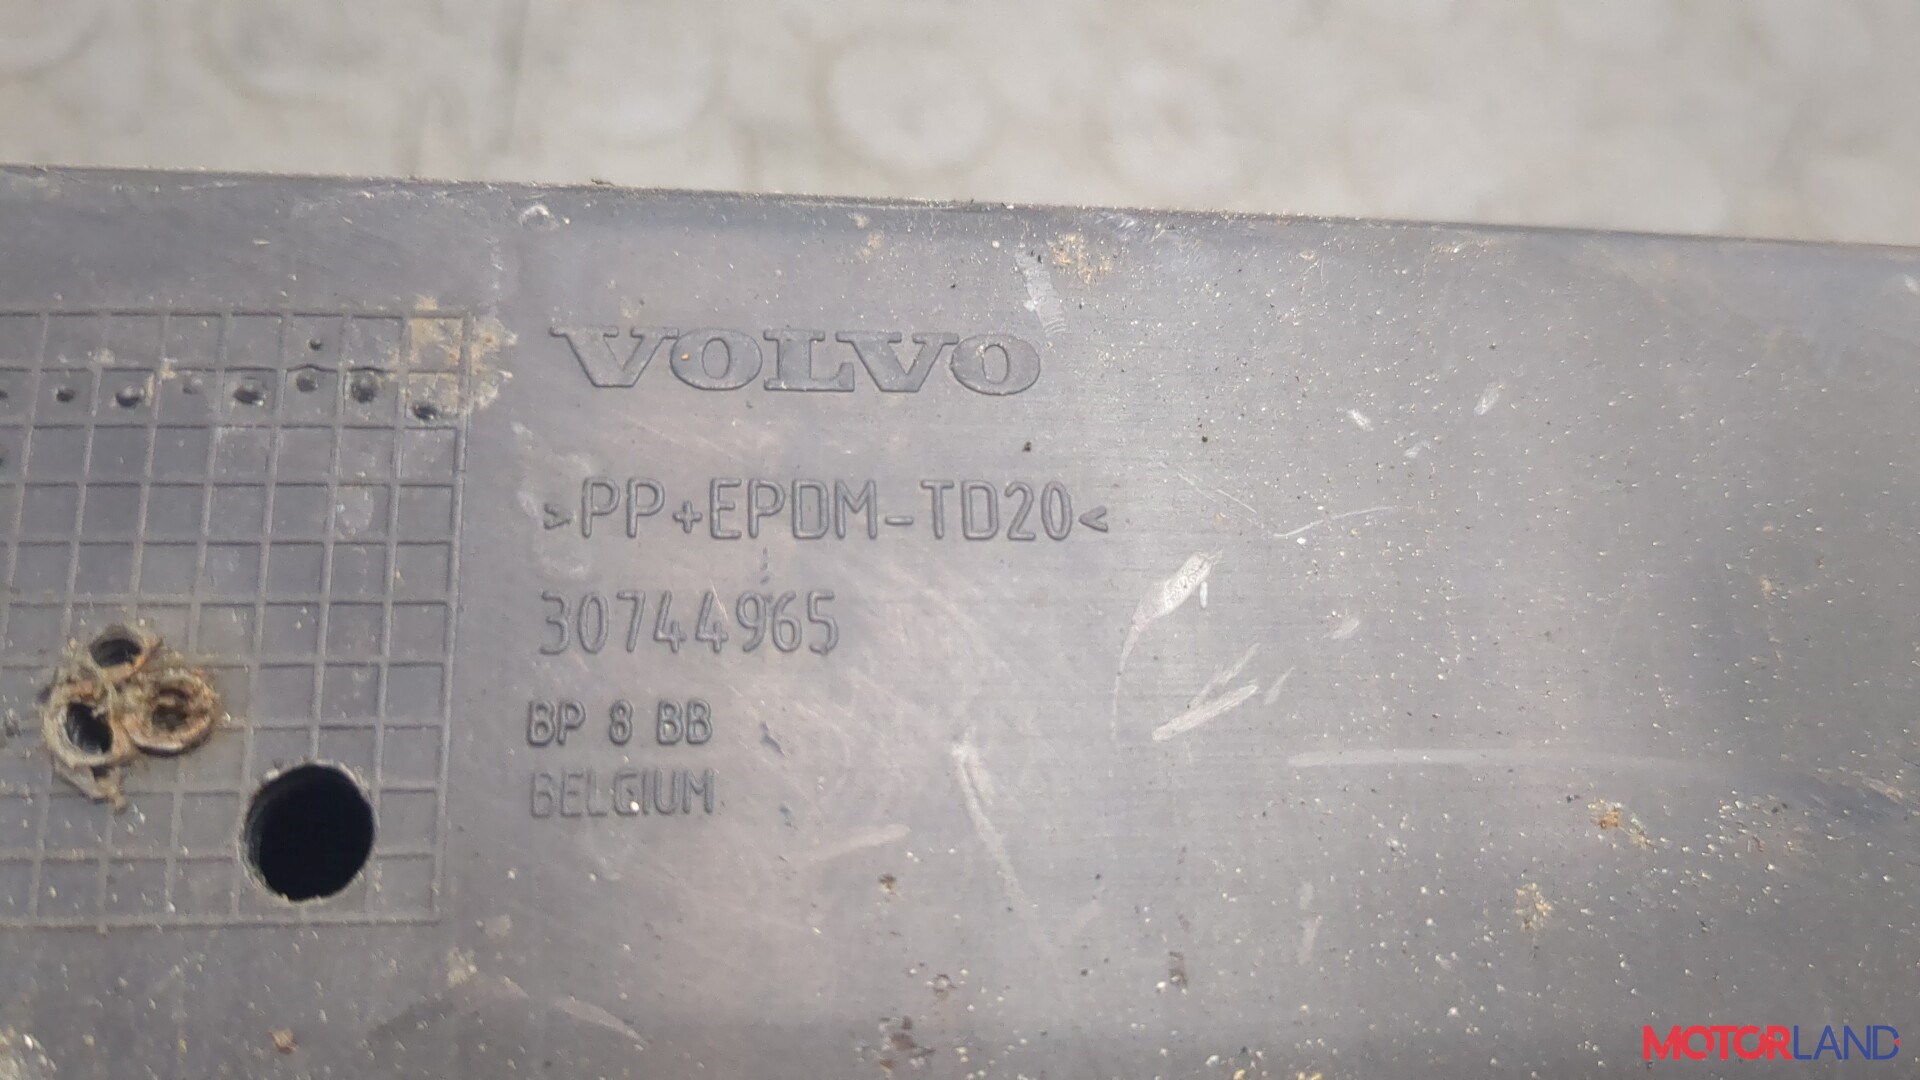 VOLVO
>PP+EPDM-TD20<
30744965
BP 8 BB
BELGIUM
MOTORLAND